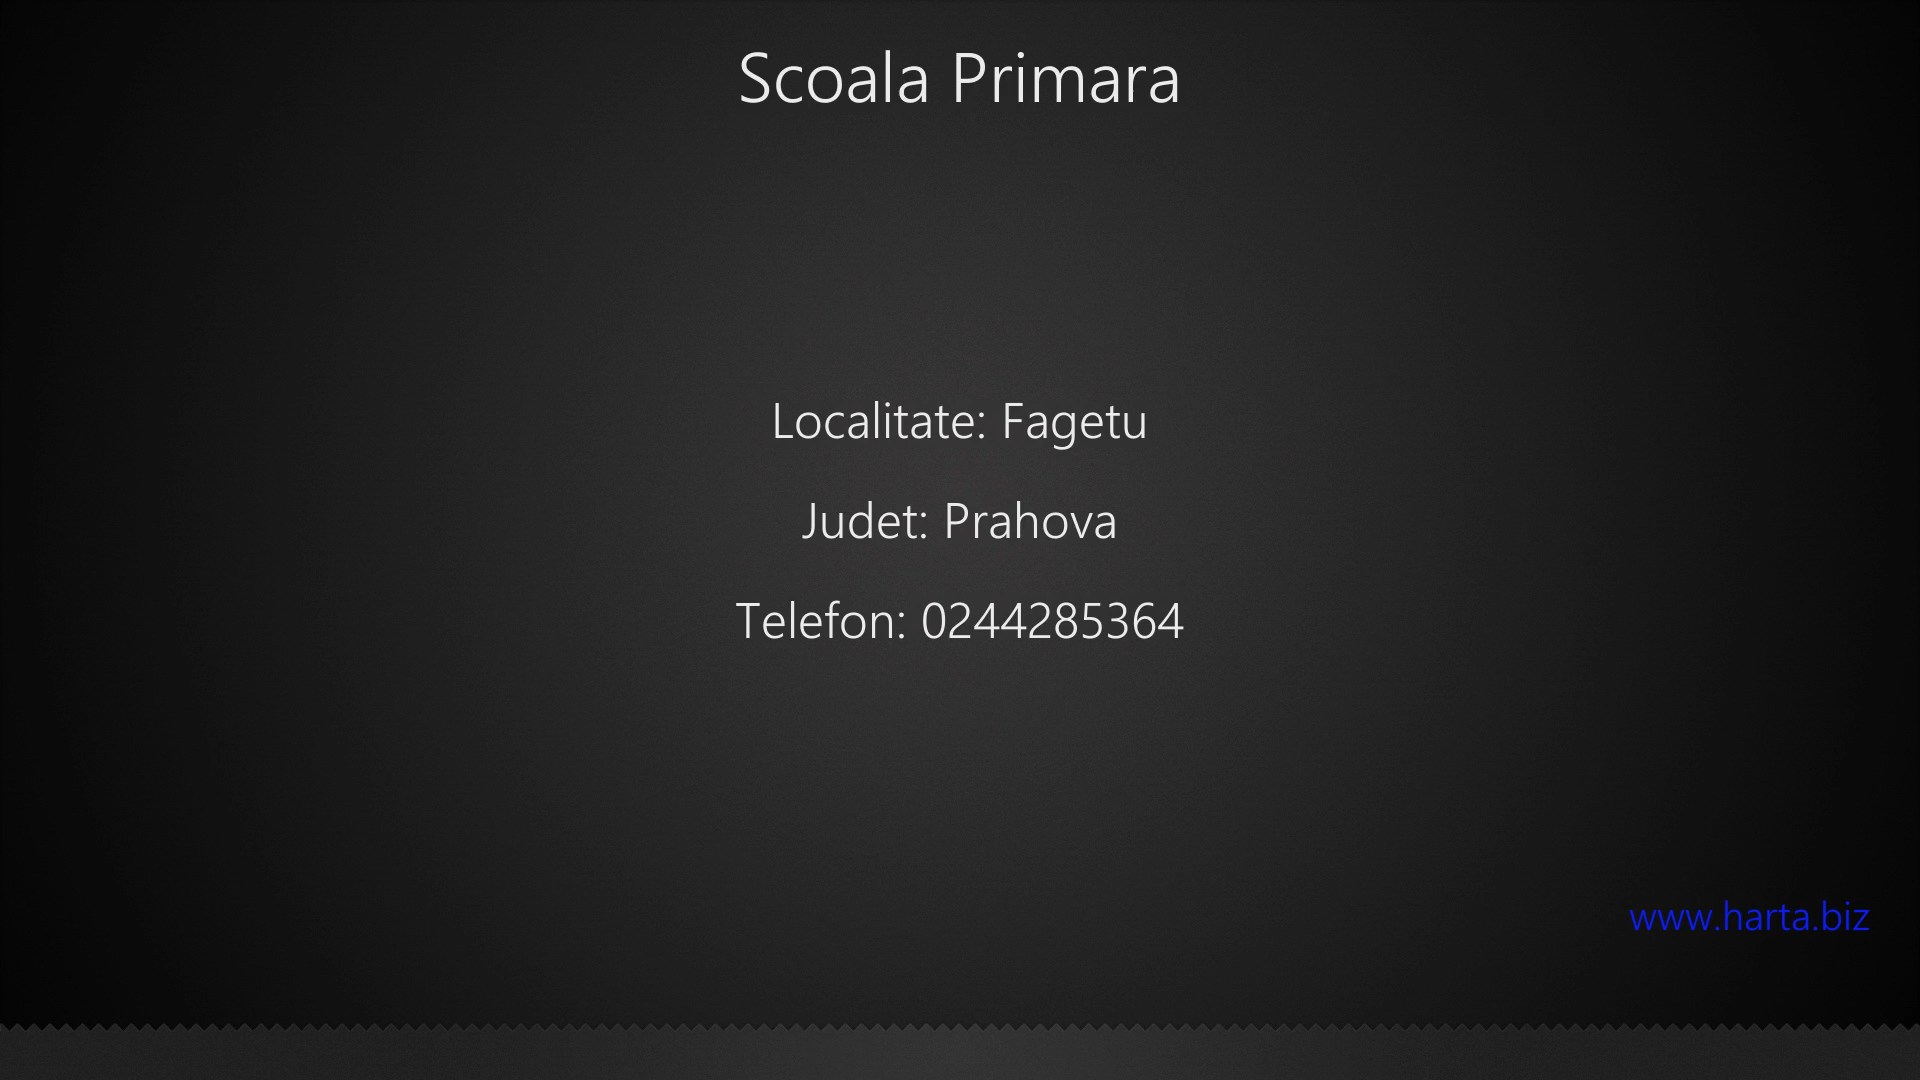 Scoala Primara
Localitate: Fagetu
Judet: Prahova
Telefon: 0244285364
www.harta.biz